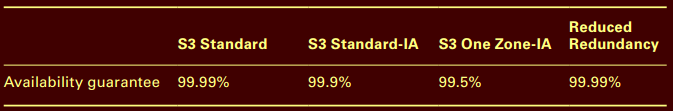 S3 Standard S3 Standard-IA S3 One Zone-IA Reduced Redundancy
Availability guarantee 99.99% 99.9% 99.5% 99.99%